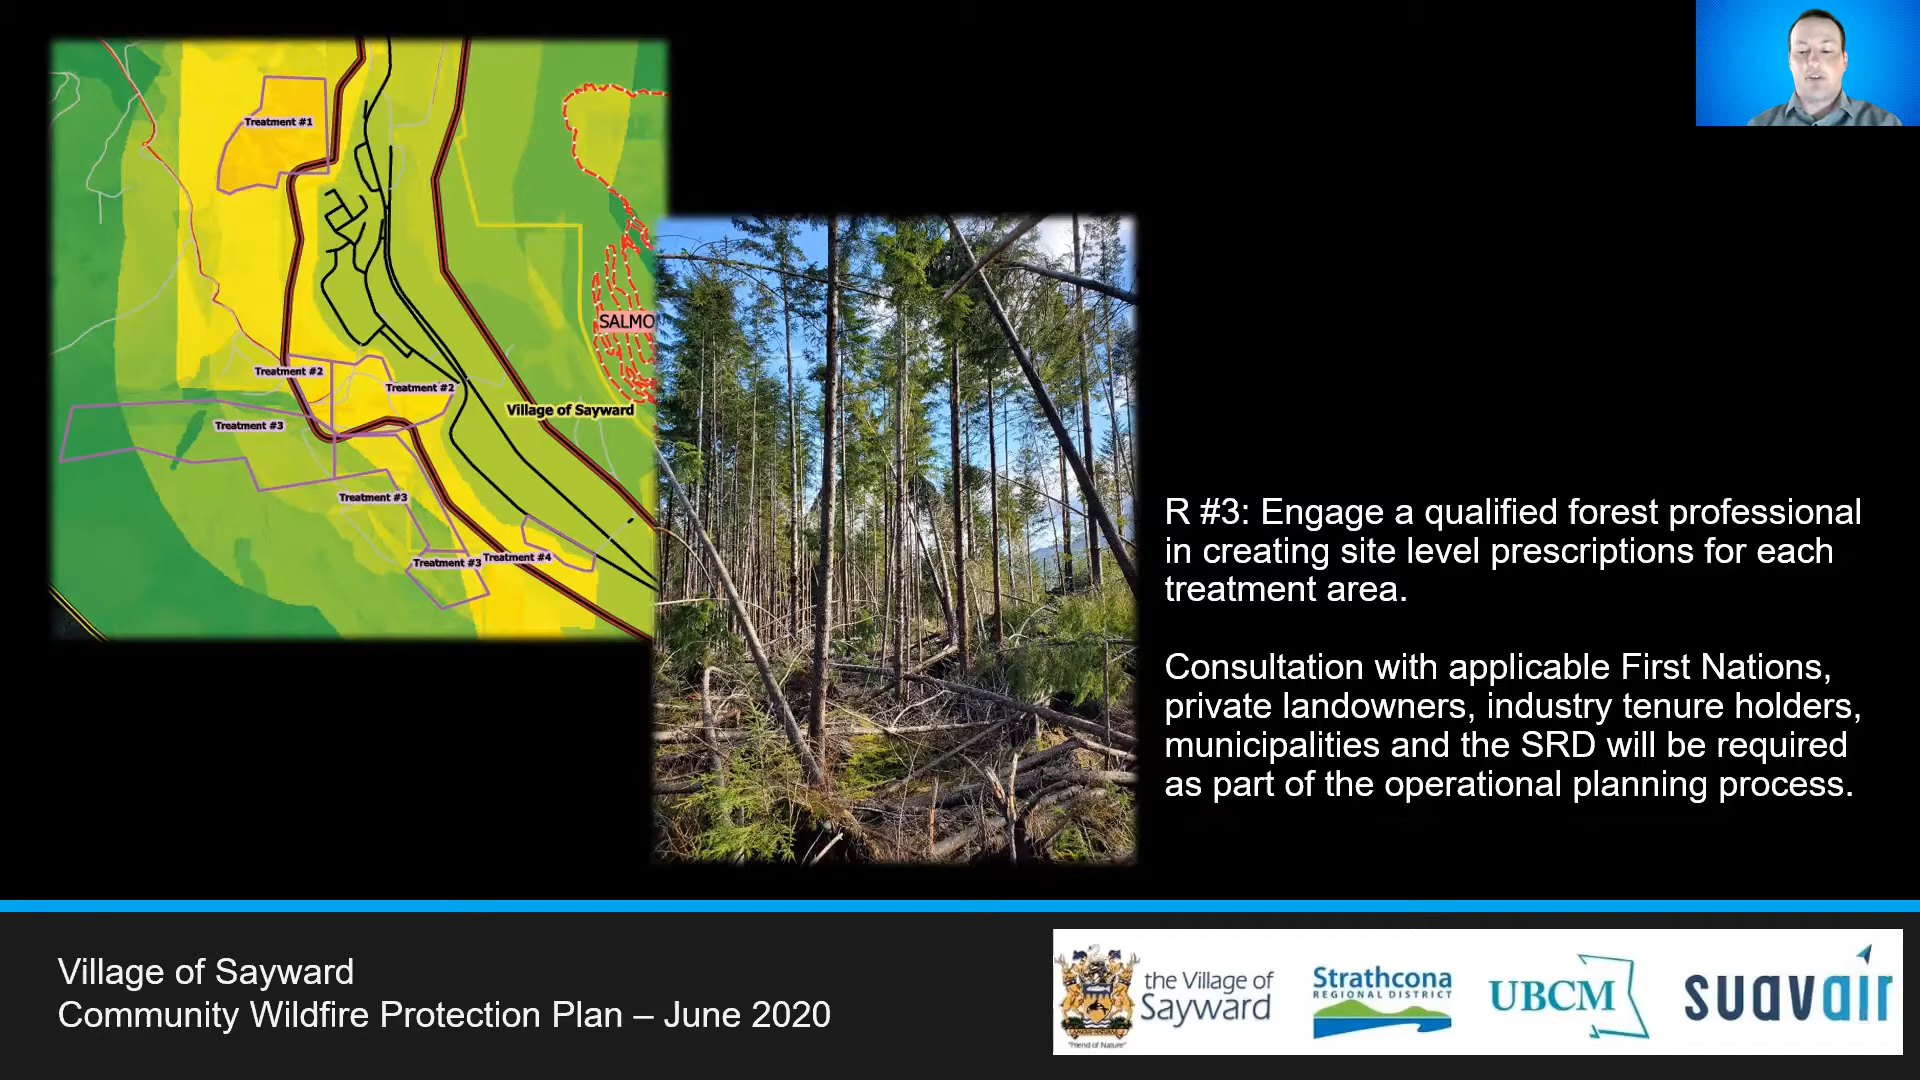 Treatment #1
SALMO
Treatment #2
Treatment #2
Village of Sayward
Treatment #3
Treatment #3
Treatment #3
Treatment #4
R #3: Engage a qualified forest professional
in creating site level prescriptions for each
treatment area.
Consultation with applicable First Nations,
private landowners, industry tenure holders,
municipalities and the SRD will be required
as part of the operational planning process.
Village of Sayward
Community Wildfire Protection Plan – June 2020
the Village of
Sayward
"Friend of Nature"
Strathcona
REGIONAL DISTRICT
UBCM
suavair